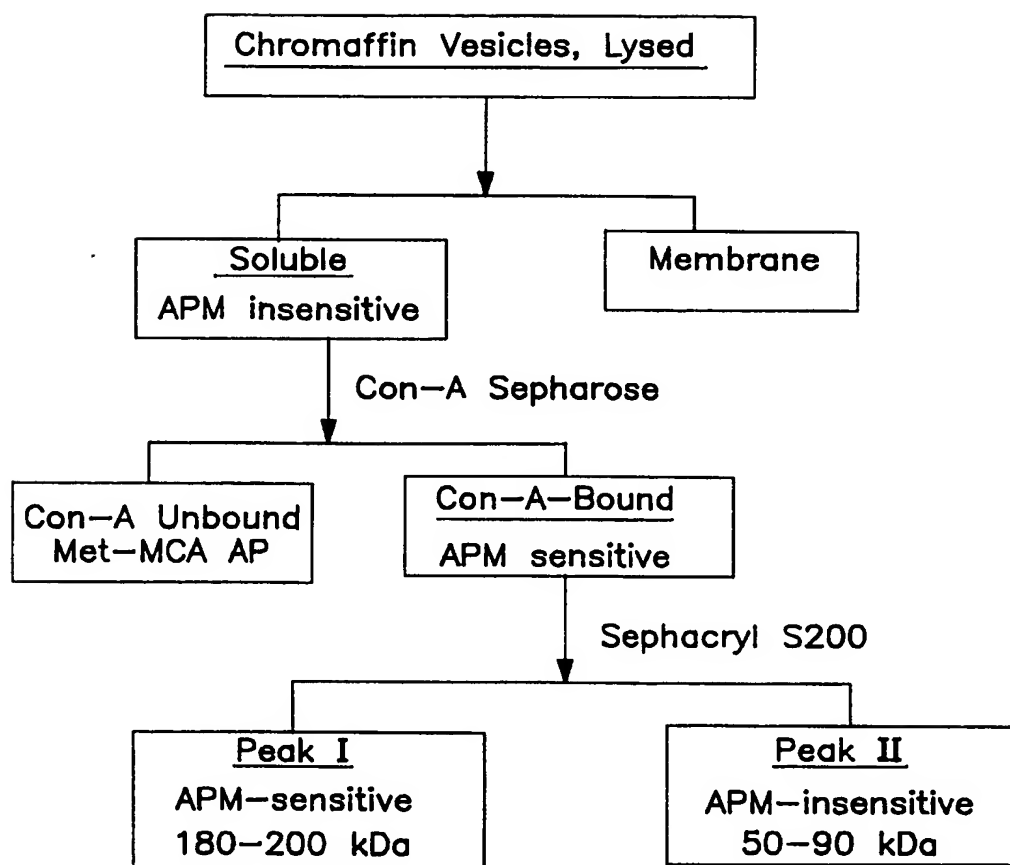 Chromaffin Vesicles, Lysed
Soluble
APM insensitive
Membrane
Con-A Sepharose
Con-A Unbound
Met-MCA AP
Con-A-Bound
APM sensitive
Sephacryl S200
Peak I
APM-sensitive
180-200 kDa
Peak II
APM-insensitive
50-90 kDa